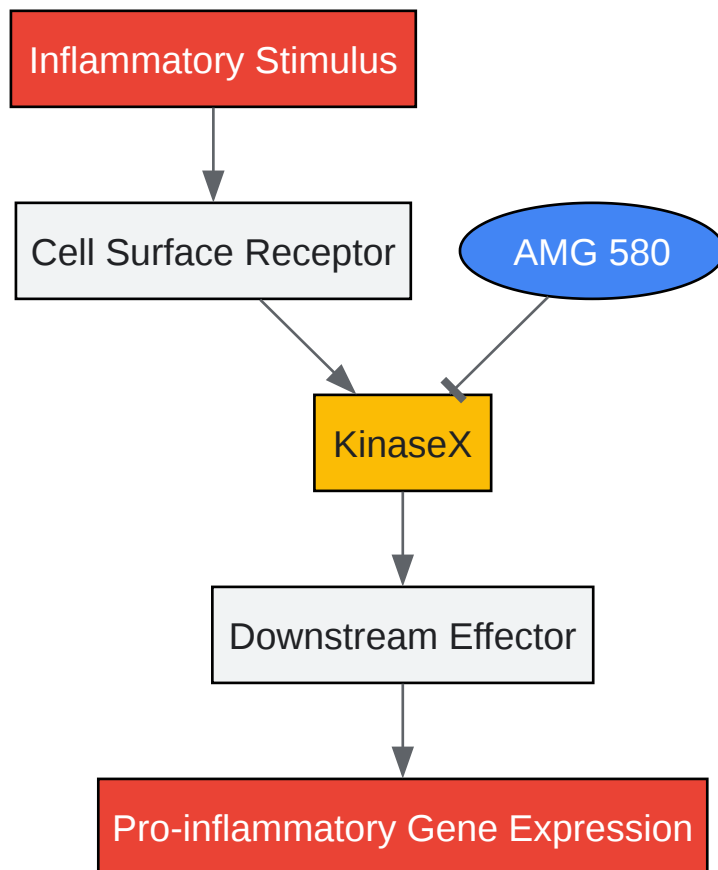 Inflammatory Stimulus
Cell Surface Receptor
AMG 580
KinaseX
Downstream Effector
Pro-inflammatory Gene Expression